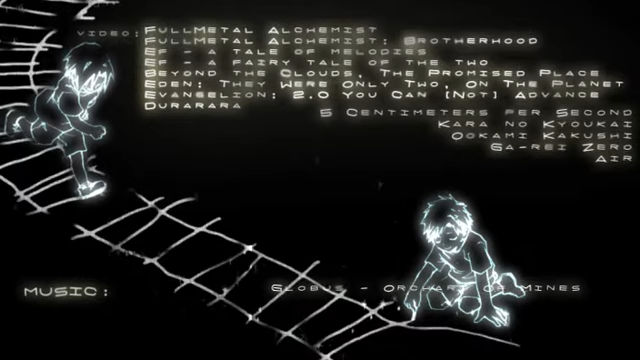 VIDEO: FullMetal Alchemist
FullMetal Alchemist: Brotherhood
Ef - a tale of melodies
Ef - a fairy tale of the two
Beyond the Clouds, The Promised Place
Eden: They Were Only Two, On The Planet
Evangelion: 2.0 You Can [Not] Advance
Durarara
5 Centimeters per Second
Kara no Kyoukai
Ookami Kakushi
Ga-rei Zero
Air
MUSIC: Globus - Orchard of Mines